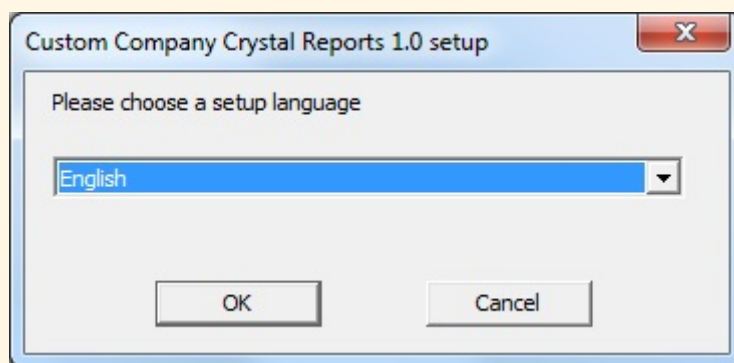 Custom Company Crystal Reports 1.0 setup
Please choose a setup language
English
OK Cancel